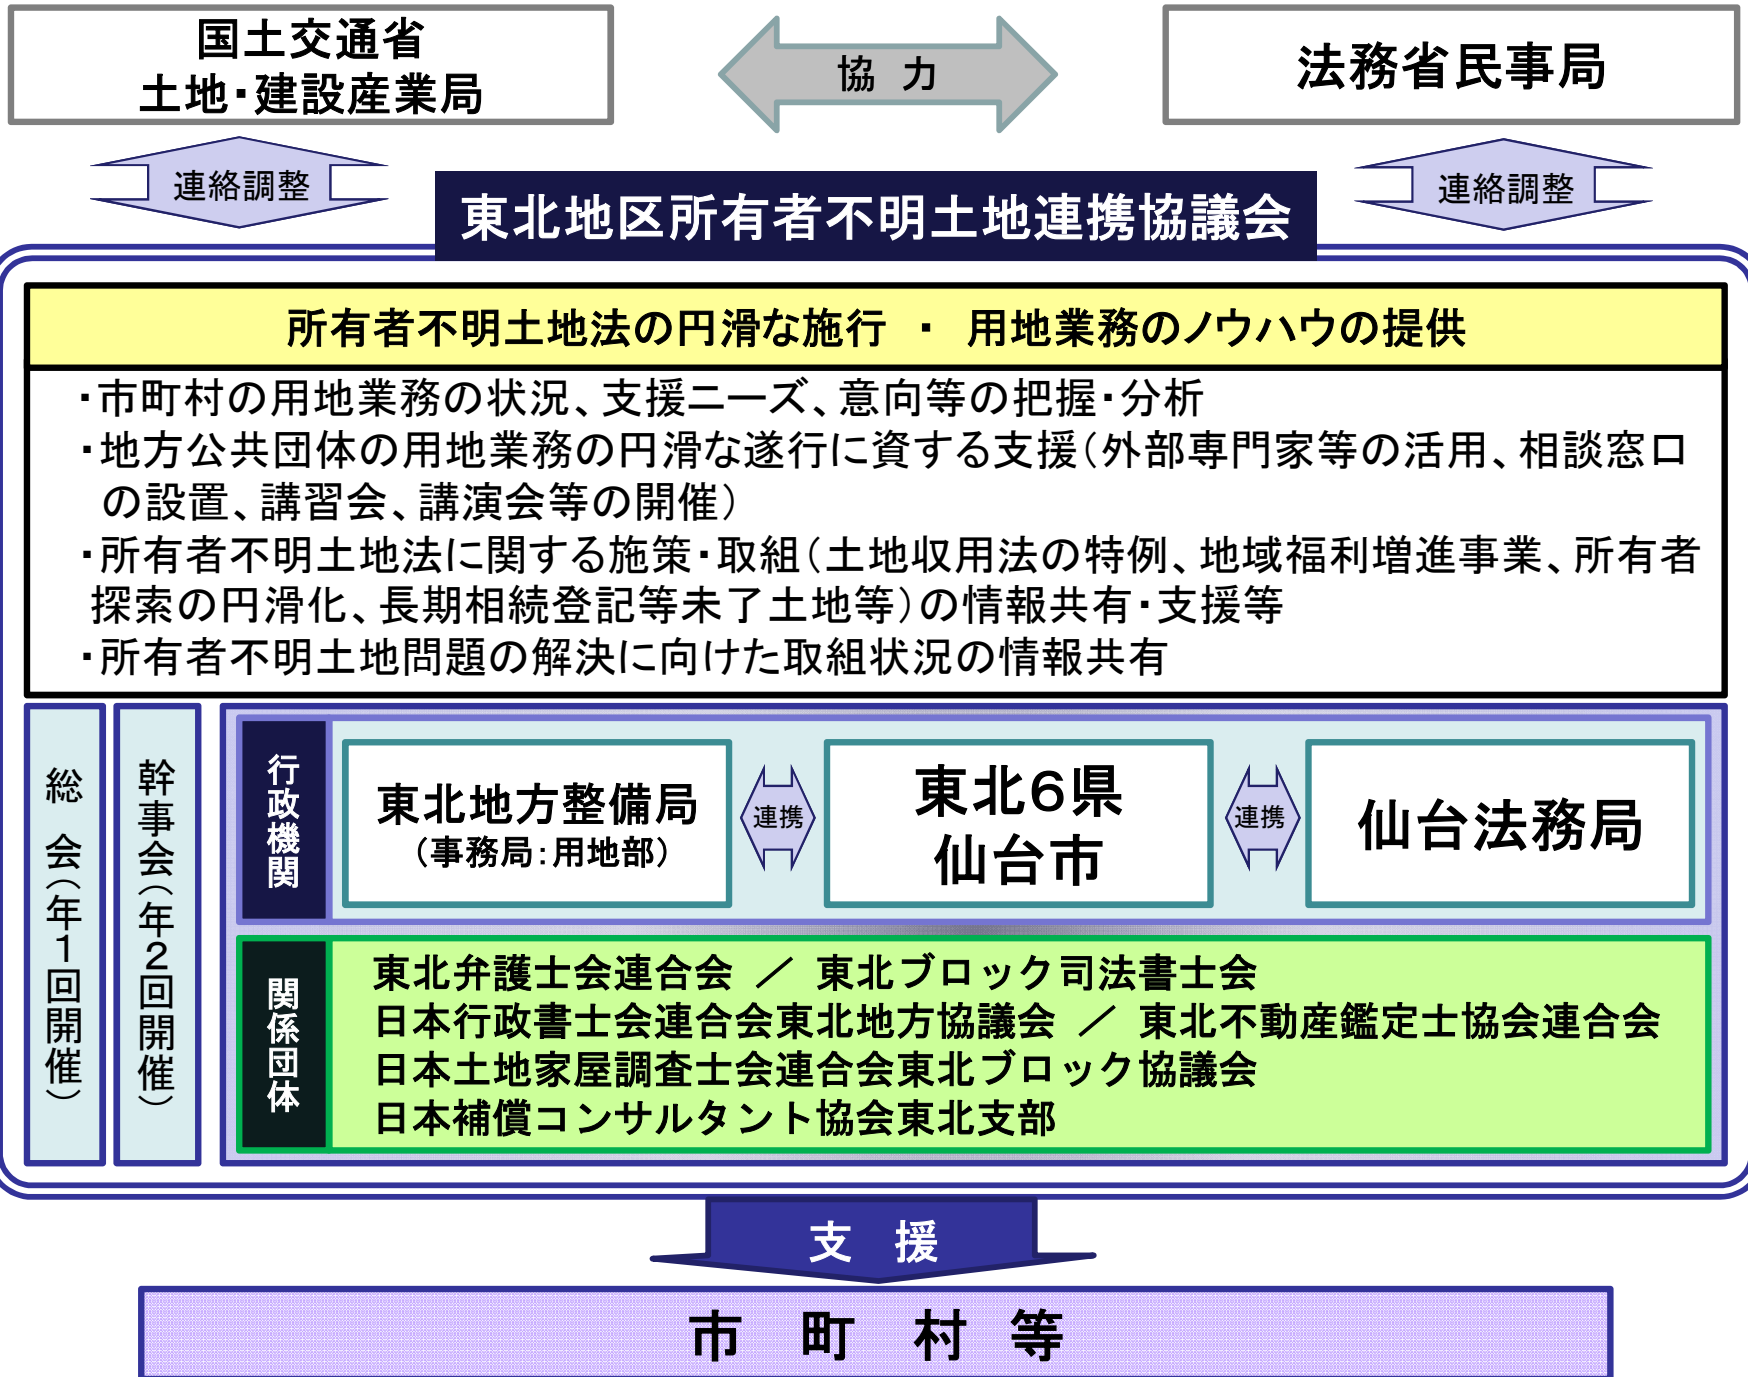 国土交通省
土地・建設産業局
協 力
法務省民事局
連絡調整
連絡調整
東北地区所有者不明土地連携協議会
所有者不明土地法の円滑な施行 ・ 用地業務のノウハウの提供
・市町村の用地業務の状況、支援ニーズ、意向等の把握・分析
・地方公共団体の用地業務の円滑な遂行に資する支援（外部専門家等の活用、相談窓口
の設置、講習会、講演会等の開催）
・所有者不明土地法に関する施策・取組（土地収用法の特例、地域福利増進事業、所有者
探索の円滑化、長期相続登記等未了土地等）の情報共有・支援等
・所有者不明土地問題の解決に向けた取組状況の情報共有
総 会（年１回開催）
幹事会（年２回開催）
行政機関
東北地方整備局
（事務局：用地部）
連携
東北６県
仙台市
連携
仙台法務局
関係団体
東北弁護士会連合会 ／ 東北ブロック司法書士会
日本行政書士会連合会東北地方協議会 ／ 東北不動産鑑定士協会連合会
日本土地家屋調査士会連合会東北ブロック協議会
日本補償コンサルタント協会東北支部
支 援
市 町 村 等